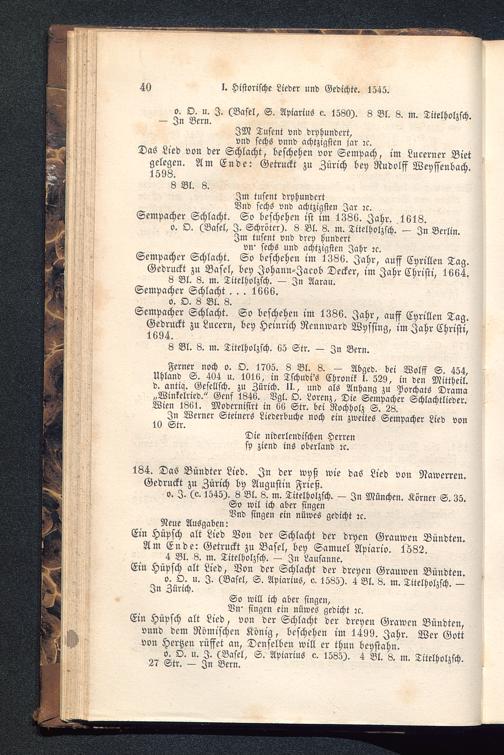 40 I. Historische Lieder und Gedichte. 1545.
o. O. u. J. (Basel, S. Apiarius c. 1580). 8 Bl. 8. m. Titelholzsch.
— In Bern.
JM Tusent vnd dryhundert,
vnd sechs vnnd achtzigsten jar ꝛc.
Das Lied von der Schlacht, beschehen vor Sempach, im Lucerner Biet
gelegen. Am Ende: Getruckt zu Zürich bey Rudolff Weyssenbach.
1598.
8 Bl. 8.
Jm tusent dryhundert
Vnd sechs vnd achtzigsten Jar ꝛc.
Sempacher Schlacht. So beschehen ist im 1386. Jahr. 1618.
o. O. (Basel, J. Schröter). 8 Bl. 8. m. Titelholzsch. — In Berlin.
Jm tusent vnd drey hundert
vn' sechs vnd achtzigsten Jahr ꝛc.
Sempacher Schlacht. So beschehen im 1386. Jahr, auff Cyrillen Tag.
Gedruckt zu Basel, bey Johann-Jacob Decker, im Jahr Christi, 1664.
8 Bl. 8. m. Titelholzsch. — In Aarau.
Sempacher Schlacht . . . 1666.
o. O. 8 Bl. 8.
Sempacher Schlacht. So beschehen im 1386. Jahr, auff Cyrillen Tag.
Gedruckt zu Lucern, bey Heinrich Rennward Wyssing, im Jahr Christi,
1694.
8 Bl. 8. m. Titelholzsch. 65 Str. — In Bern.
Ferner noch o. O. 1705. 8 Bl. 8. — Abged. bei Wolff S. 454,
Uhland S. 404 u. 1016, in Tschudi's Chronik I. 529, in den Mittheil.
d. antiq. Gesellsch. zu Zürich. II., und als Anhang zu Porchats Drama
„Winkelried.“ Genf 1846. Vgl. O. Lorenz, Die Sempacher Schlachtlieder.
Wien 1861. Modernisirt in 66 Str. bei Rochholz S. 28.
In Werner Steiners Liederbuche noch ein zweites Sempacher Lied von
10 Str.
Die niderlendischen Herren
sy ziend ins oberland ꝛc.
184. Das Bündter Lied. In der wyß wie das Lied von Nawerren.
Gedruckt zu Zürich by Augustin Frieß.
o. J. (c. 1545). 8 Bl. 8. m. Titelholzsch. — In München. Körner S. 35.
So wil ich aber singen
Vnd singen ein nüwes gedicht ꝛc.
Neue Ausgaben:
Ein Hüpsch alt Lied Von der Schlacht der dryen Grauwen Bündten.
Am Ende: Getruckt zu Basel, bey Samuel Apiario. 1582.
4 Bl. 8. m. Titelholzsch. — In Lausanne.
Ein Hüpsch alt Lied, Von der Schlacht der dreyen Grauwen Bündten.
o. O. u. J. (Basel, S. Apiarius, c. 1585). 4 Bl. 8. m. Titelholzsch. —
In Zürich.
So will ich aber singen,
Vn' singen ein nüwes gedicht ꝛc.
Ein Hüpsch alt Lied, von der Schlacht der dreyen Grawen Bündten,
vnnd dem Römischen König, beschehen im 1499. Jahr. Wer Gott
von Hertzen rüffet an, Denselben will er thun beystahn.
o. O. u. J. (Basel, S. Apiarius c. 1585). 4 Bl. 8. m. Titelholzsch.
27 Str. — In Bern.